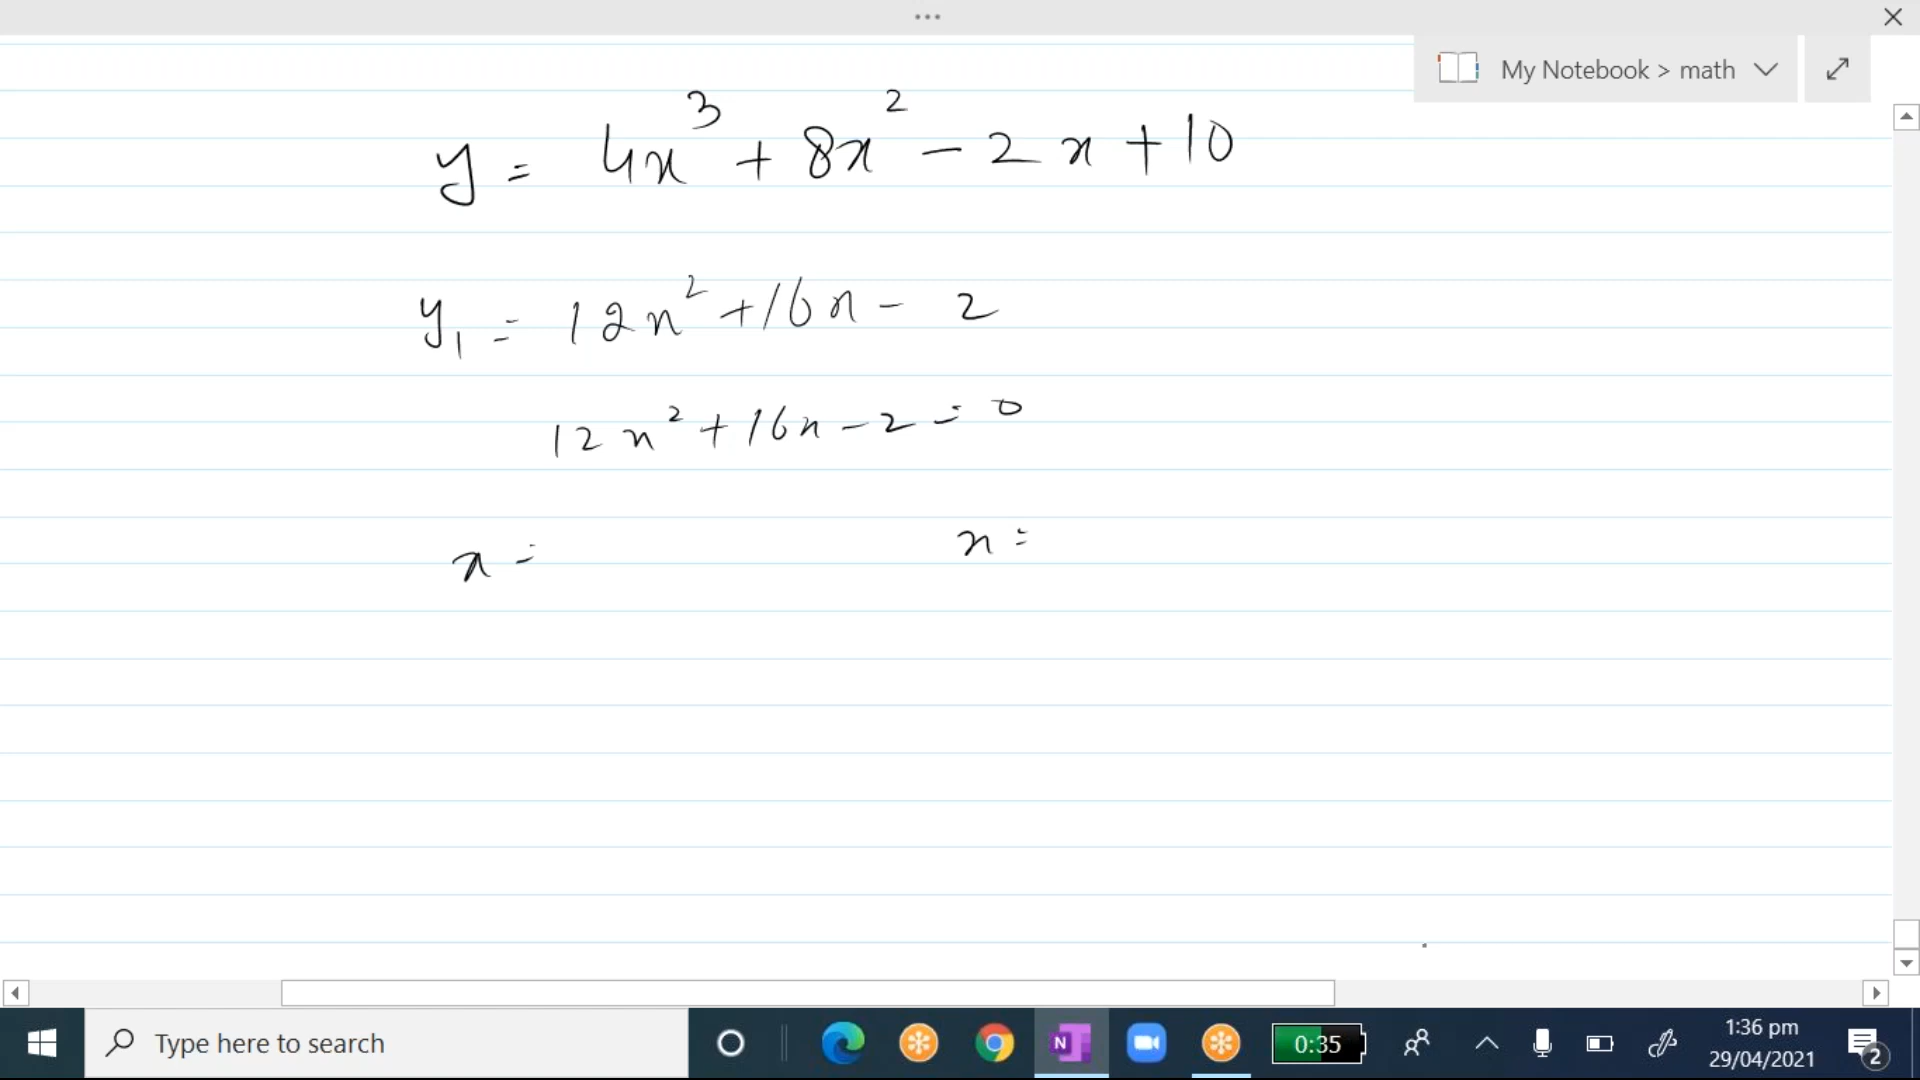 My Notebook > math
y = 4x³ + 8x² - 2x + 10
y₁ = 12x² + 16x - 2
12x² + 16x - 2 = 0
x = x =
Type here to search
N
0:35
1:36 pm
29/04/2021
2